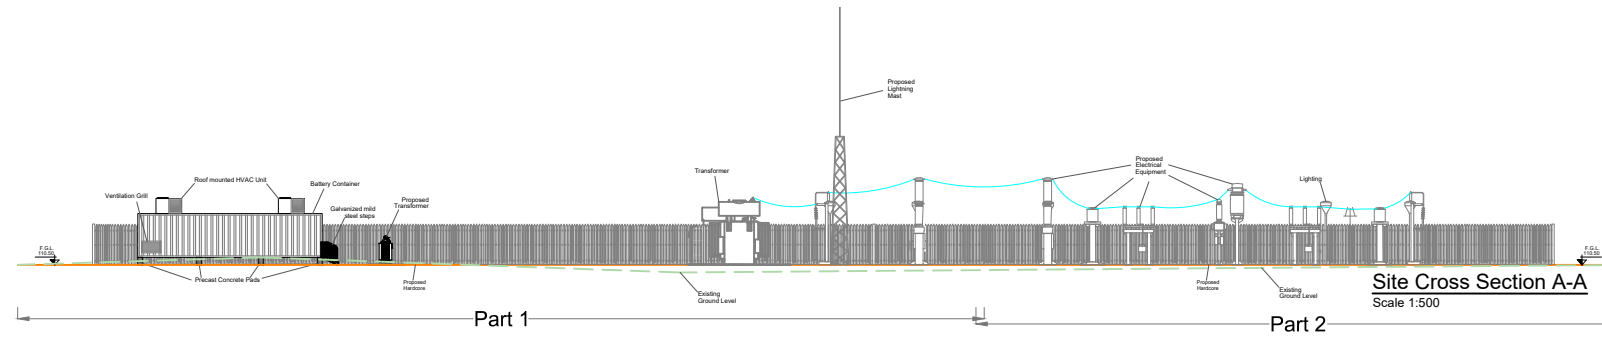 Proposed
Lightning
Mast
Roof mounted HVAC Unit
Battery Container
Ventilation Grill
Galvanized mild
steel steps
Proposed
Transformer
Transformer
Proposed
Electrical
Equipment
Lighting
F.G.L.
110.50
F.G.L.
110.50
Precast Concrete Pads
Proposed
Hardcore
Existing
Ground Level
Proposed
Hardcore
Existing
Ground Level
Site Cross Section A-A
Scale 1:500
Part 1
Part 2